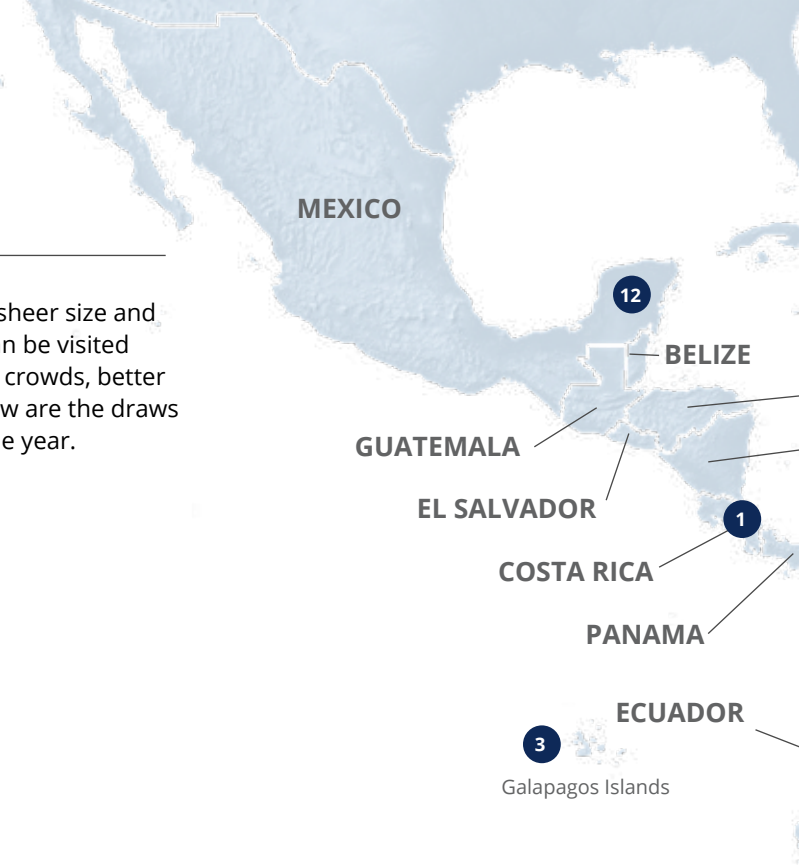 MEXICO
sheer size and
n be visited
crowds, better
w are the draws
e year.
12
BELIZE
GUATEMALA
EL SALVADOR
1
COSTA RICA
PANAMA
ECUADOR
3
Galapagos Islands